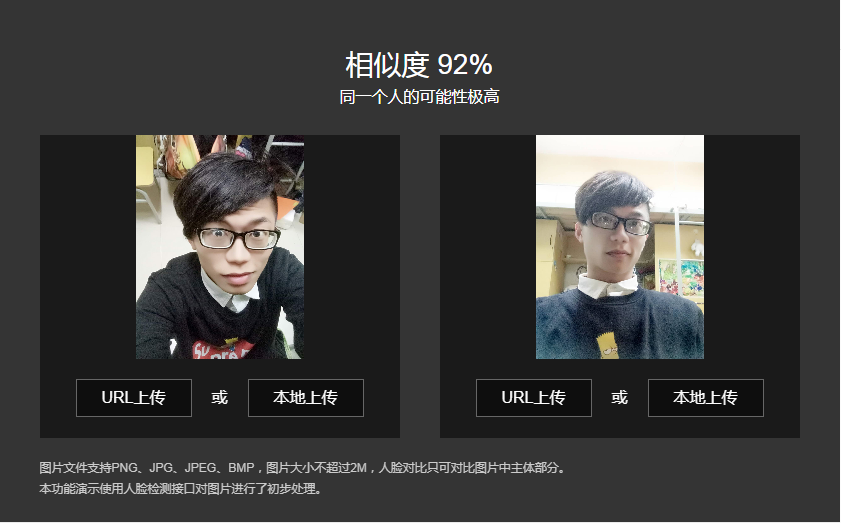 相似度 92%
同一个人的可能性极高
URL上传 或 本地上传
URL上传 或 本地上传
图片文件支持PNG、JPG、JPEG、BMP，图片大小不超过2M，人脸对比只可对比图片中主体部分。
本功能演示使用人脸检测接口对图片进行了初步处理。